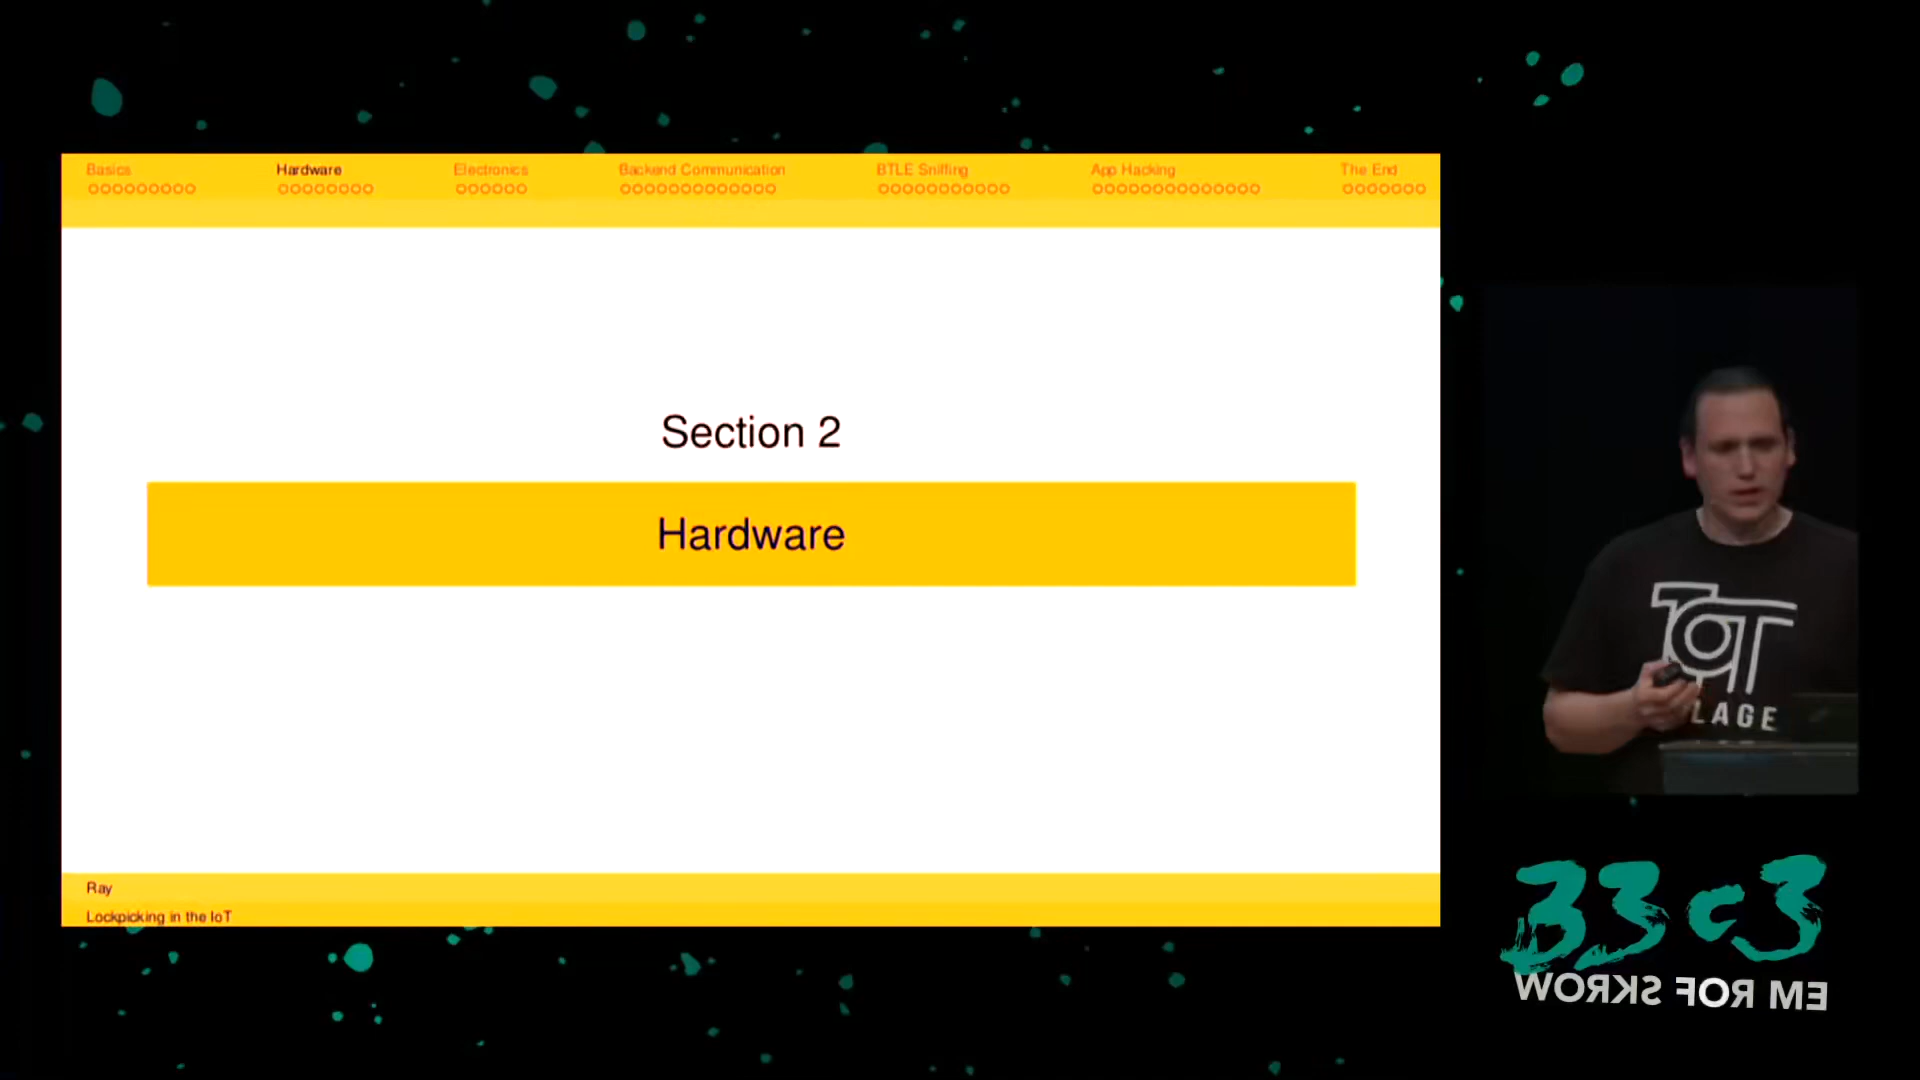 Basics
Hardware
Electronics
Backend Communication
BTLE Sniffing
App Hacking
The End
Section 2
Hardware
Ray
Lockpicking in the IoT
IoT
LAGE
33c3
WORKS FOR ME